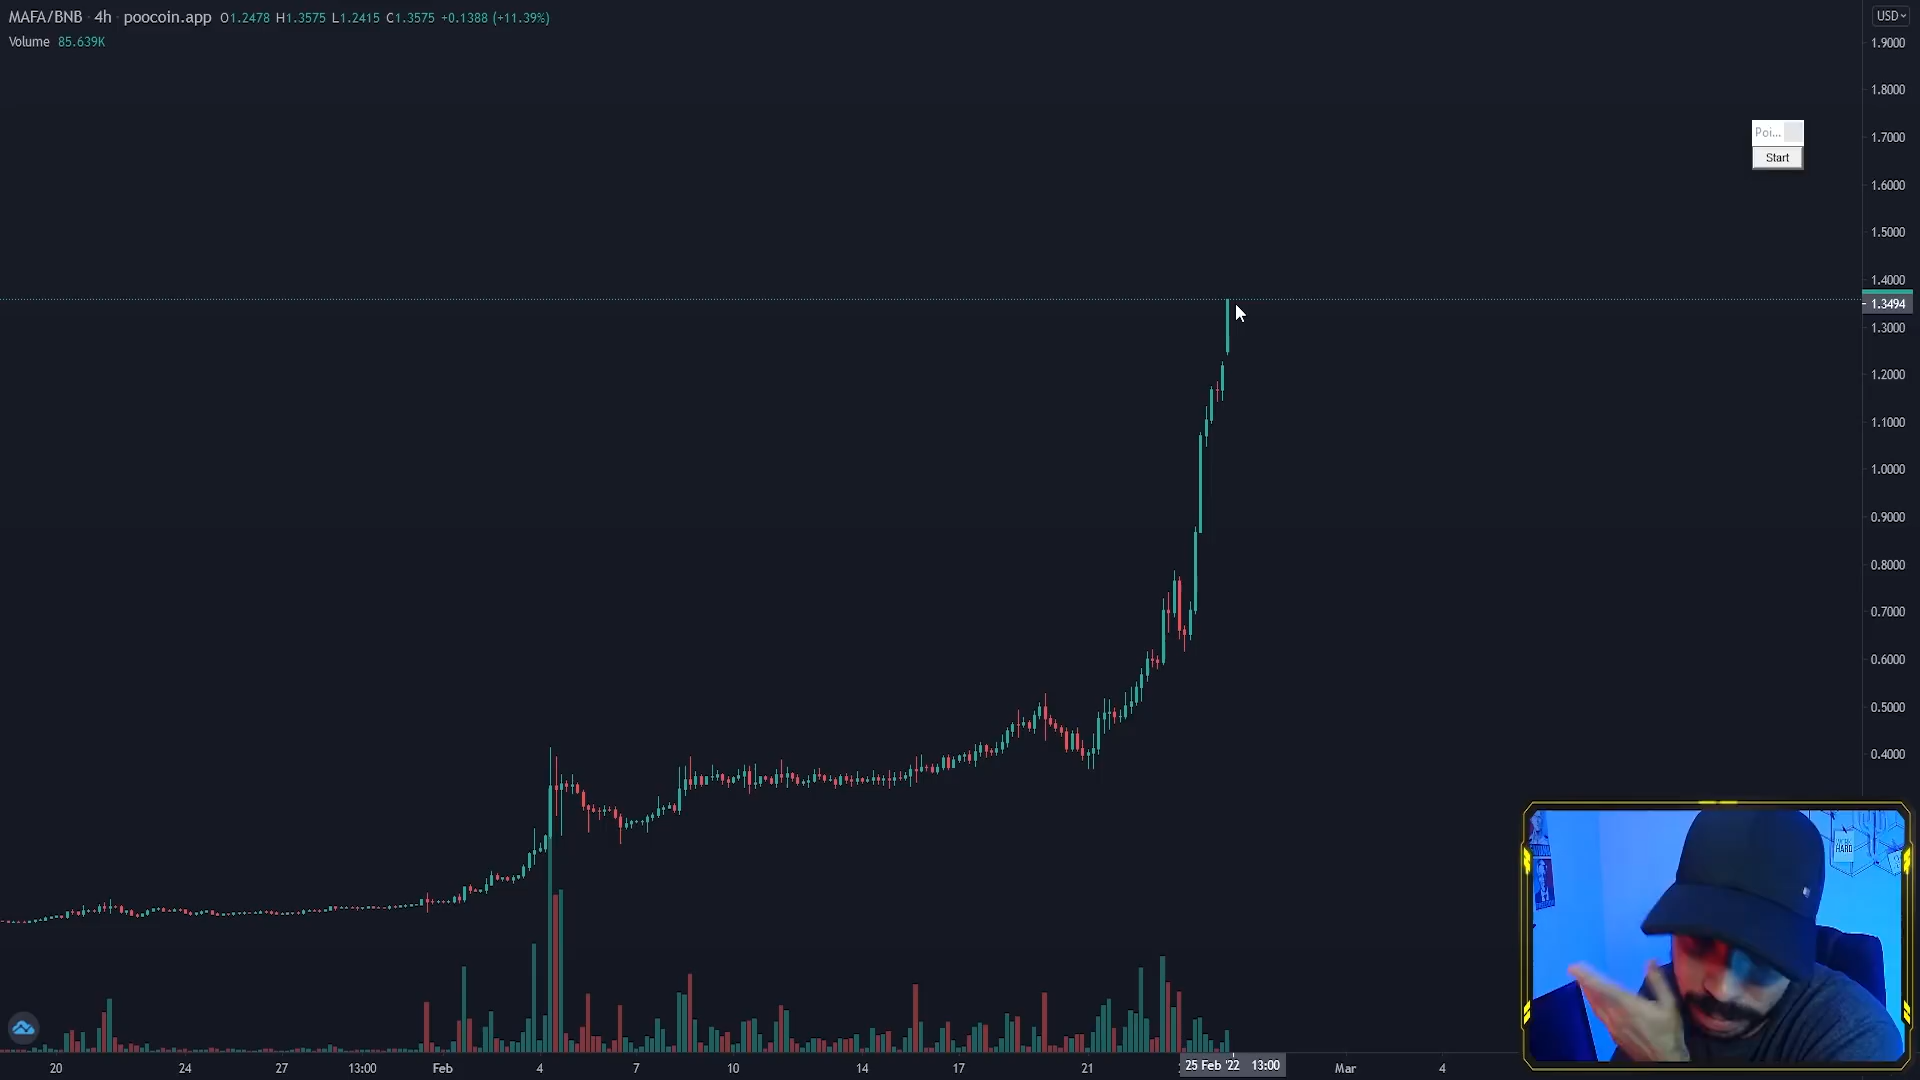 MAFA/BNB · 4h · poocoin.app O1.2478 H1.3575 L1.2415 C1.3575 +0.1388 (+11.39%)
Volume 85.639K
USD
1.9000
1.8000
1.7000
1.6000
1.5000
1.4000
1.3494
1.3000
1.2000
1.1000
1.0000
0.9000
0.8000
0.7000
0.6000
0.5000
0.4000
Poi...
Start
HARD
20 24 27 13:00 Feb 4 7 10 14 17 21 25 Feb '22 13:00 Mar 4